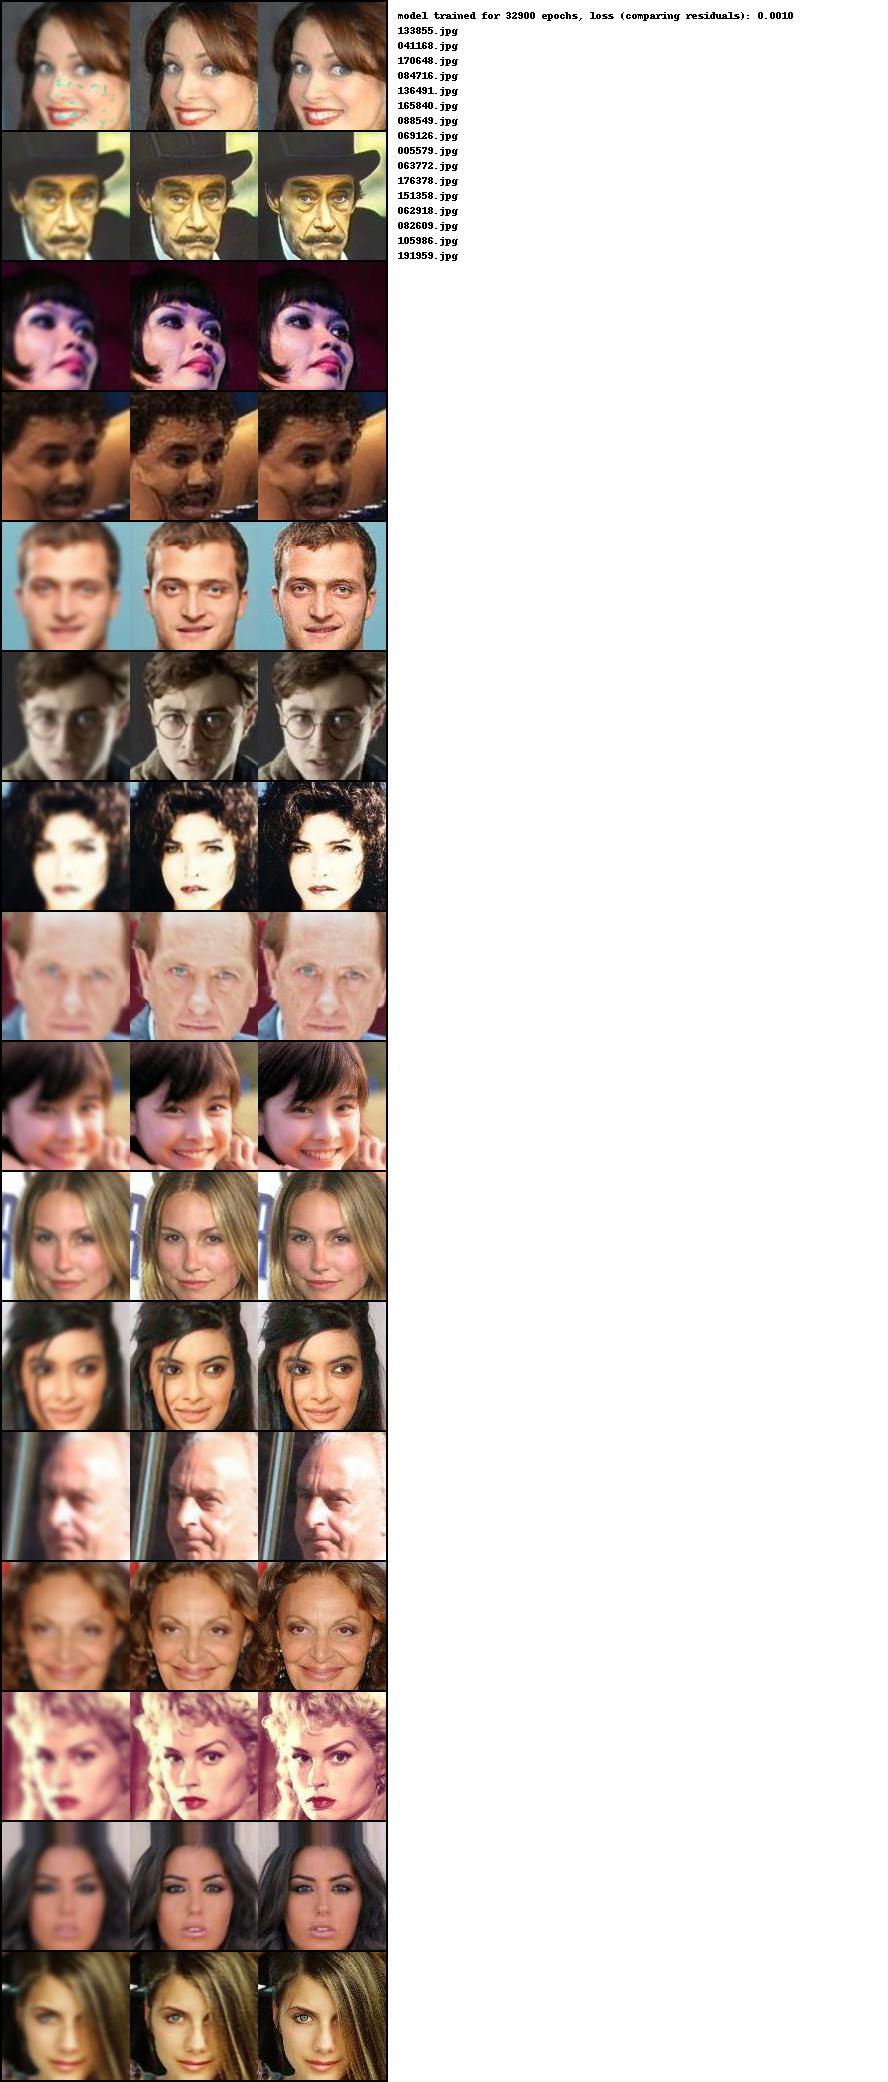 model trained for 32900 epochs, loss (comparing residuals): 0.0010
133855.jpg
041168.jpg
170648.jpg
084716.jpg
136491.jpg
165840.jpg
088549.jpg
069126.jpg
005579.jpg
063772.jpg
176378.jpg
151358.jpg
062918.jpg
082609.jpg
105986.jpg
191959.jpg